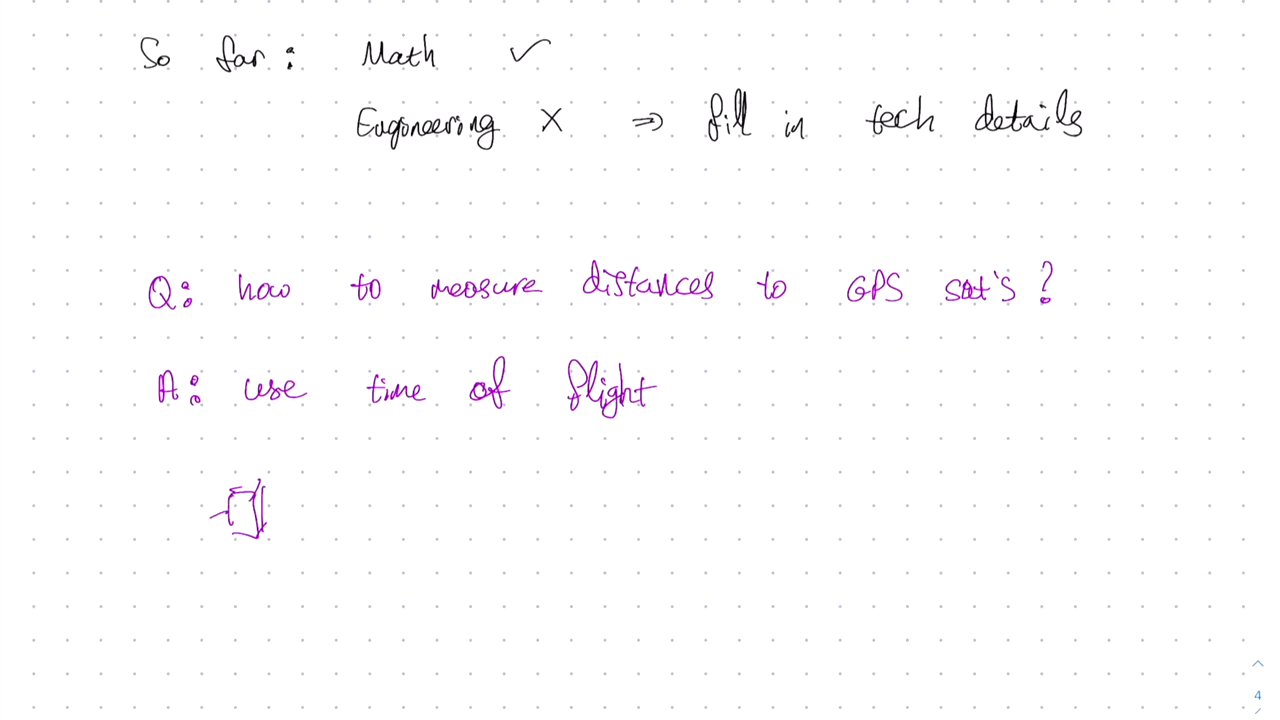 So far : Math ✓
Engineering X ⇒ fill in tech details
Q: how to measure distances to GPS sat's?
A: use time of flight
4